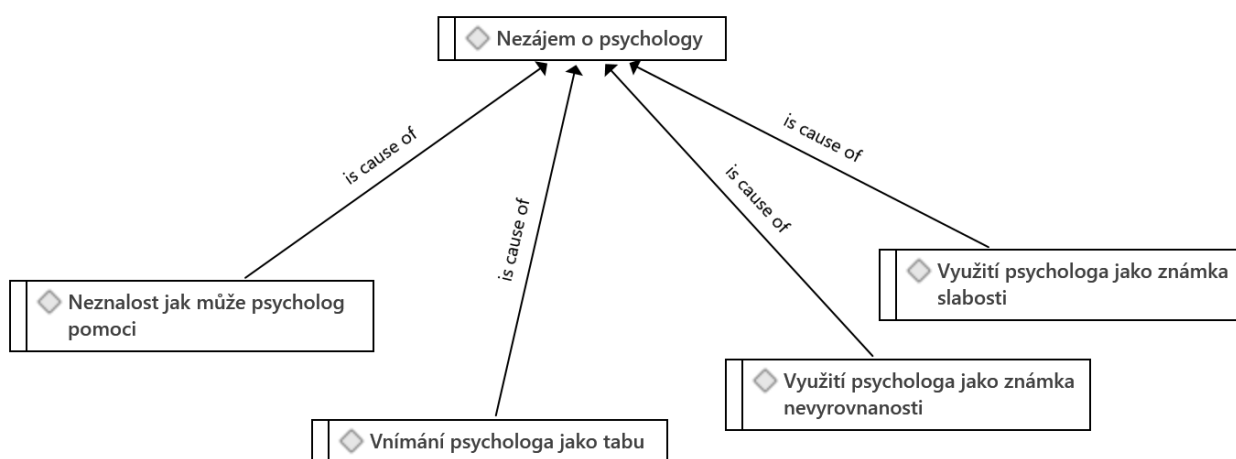 Nezájem o psychology
is cause of
is cause of
is cause of
is cause of
Využití psychologa jako známka
slabosti
Neznalost jak může psycholog
pomoci
Využití psychologa jako známka
nevyrovnanosti
Vnímání psychologa jako tabu